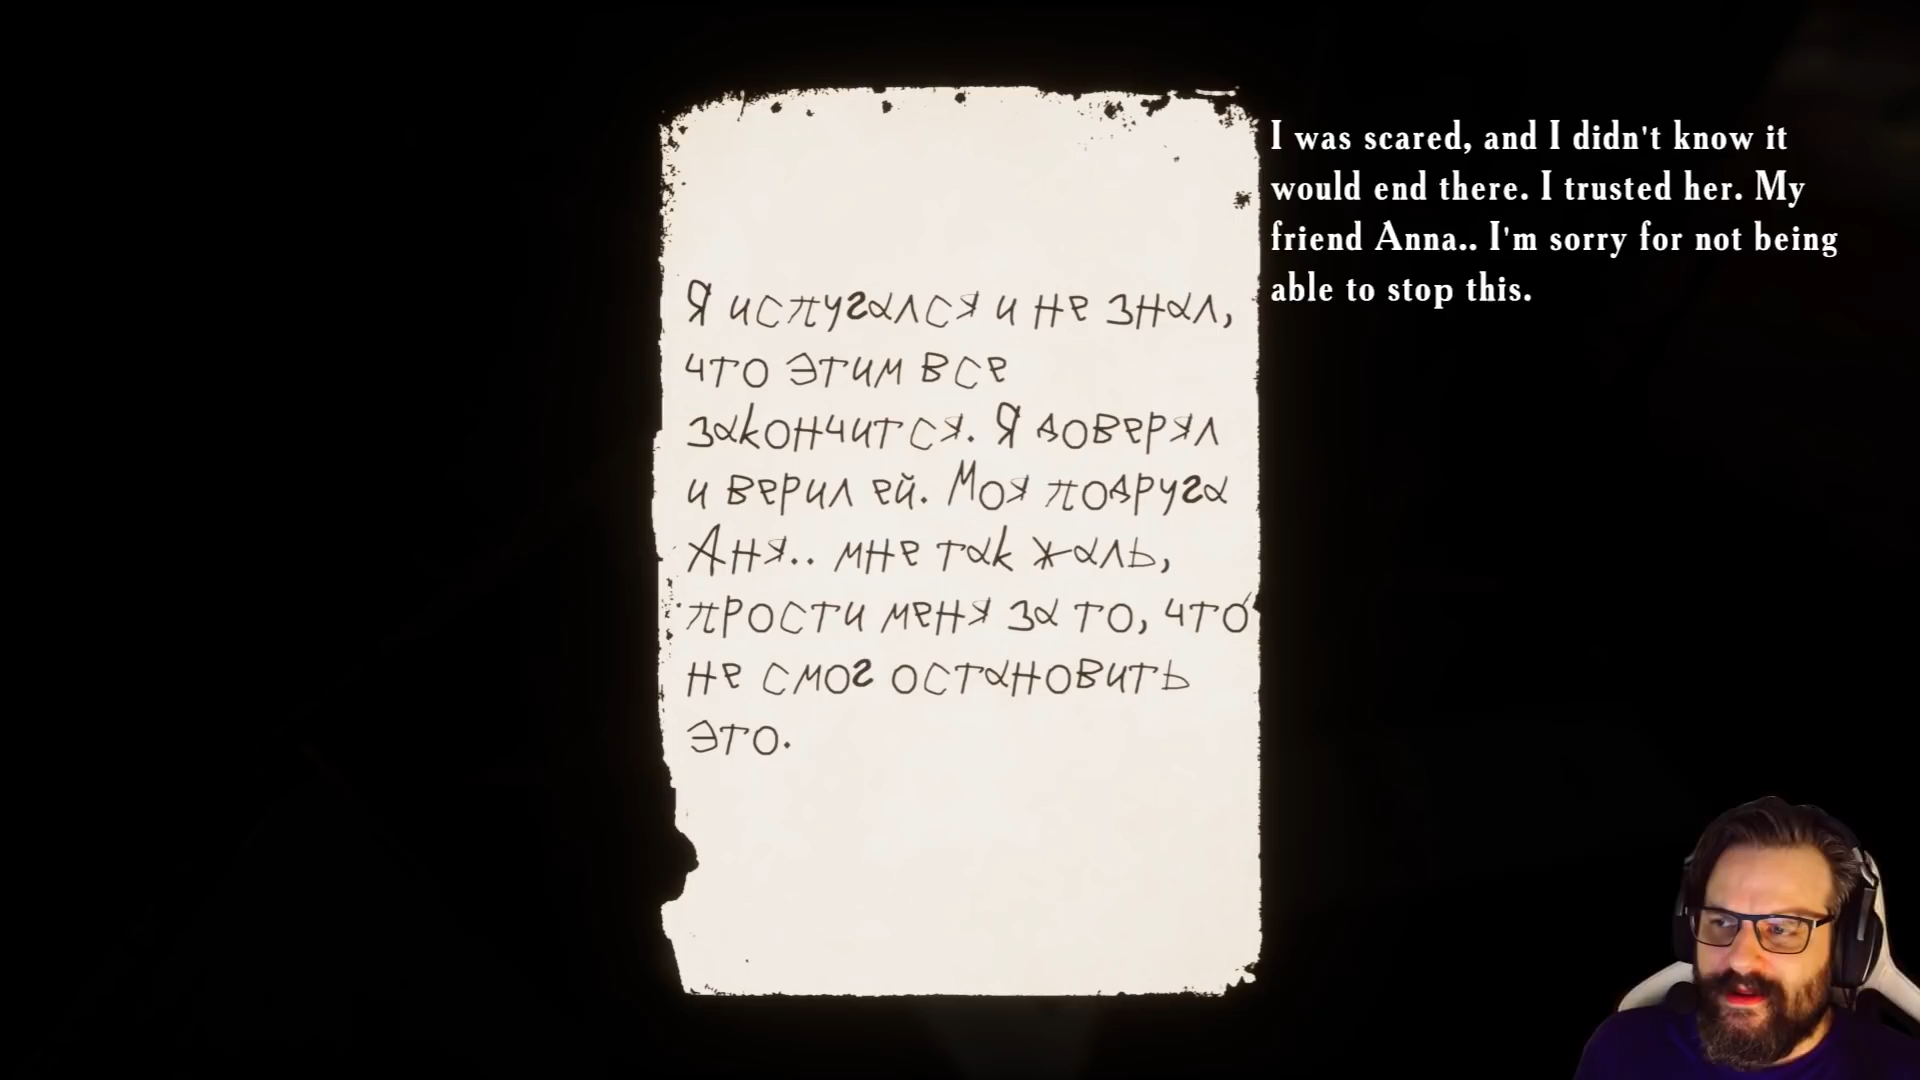 Я испугался и не знал,
что этим все
закончится. Я доверял
и верил ей. Моя подруга
Аня.. мне так жаль,
прости меня за то, что
не смог остановить
это.
I was scared, and I didn't know it
would end there. I trusted her. My
friend Anna.. I'm sorry for not being
able to stop this.